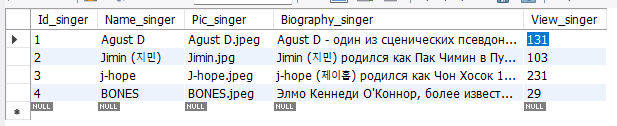 Id_singer Name_singer Pic_singer Biography_singer View_singer
1 Agust D Agust D.jpeg Agust D - один из сценических псевдон... 131
2 Jimin (지민) Jimin.jpg Jimin (지민) родился как Пак Чимин в Пу... 103
3 j-hope J-hope.jpeg j-hope (제이홉) родился как Чон Хосок 1... 231
4 BONES BONES.jpeg Элмо Кеннеди О'Коннор, более извест... 29
NULL NULL NULL NULL NULL